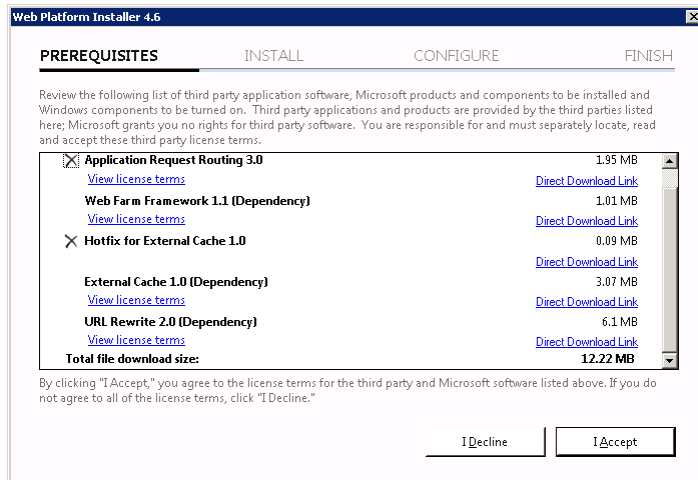 Web Platform Installer 4.6
PREREQUISITES INSTALL CONFIGURE FINISH
Review the following list of third party application software, Microsoft products and components to be installed and
Windows components to be turned on. Third party applications and products are provided by the third parties listed
here; Microsoft grants you no rights for third party software. You are responsible for and must separately locate, read
and accept these third party license terms.
Application Request Routing 3.0 1.95 MB
View license terms Direct Download Link
Web Farm Framework 1.1 (Dependency) 1.01 MB
View license terms Direct Download Link
Hotfix for External Cache 1.0 0.09 MB
Direct Download Link
External Cache 1.0 (Dependency) 3.07 MB
View license terms Direct Download Link
URL Rewrite 2.0 (Dependency) 6.1 MB
View license terms Direct Download Link
Total file download size: 12.22 MB
By clicking "I Accept," you agree to the license terms for the third party and Microsoft software listed above. If you do
not agree to all of the license terms, click "I Decline."
I Decline I Accept